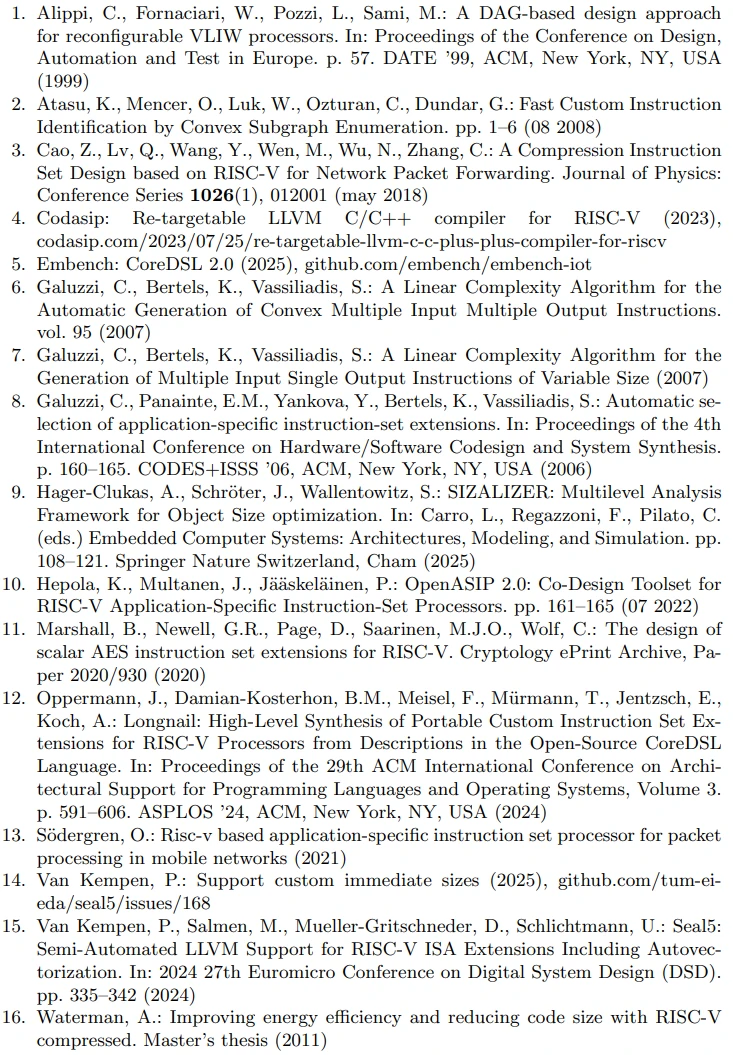 1. Alippi, C., Fornaciari, W., Pozzi, L., Sami, M.: A DAG-based design approach
for reconfigurable VLIW processors. In: Proceedings of the Conference on Design,
Automation and Test in Europe. p. 57. DATE ’99, ACM, New York, NY, USA
(1999)
2. Atasu, K., Mencer, O., Luk, W., Ozturan, C., Dundar, G.: Fast Custom Instruction
Identification by Convex Subgraph Enumeration. pp. 1–6 (08 2008)
3. Cao, Z., Lv, Q., Wang, Y., Wen, M., Wu, N., Zhang, C.: A Compression Instruction
Set Design based on RISC-V for Network Packet Forwarding. Journal of Physics:
Conference Series 1026(1), 012001 (may 2018)
4. Codasip: Re-targetable LLVM C/C++ compiler for RISC-V (2023),
codasip.com/2023/07/25/re-targetable-llvm-c-c-plus-plus-compiler-for-riscv
5. Embench: CoreDSL 2.0 (2025), github.com/embench/embench-iot
6. Galuzzi, C., Bertels, K., Vassiliadis, S.: A Linear Complexity Algorithm for the
Automatic Generation of Convex Multiple Input Multiple Output Instructions.
vol. 95 (2007)
7. Galuzzi, C., Bertels, K., Vassiliadis, S.: A Linear Complexity Algorithm for the
Generation of Multiple Input Single Output Instructions of Variable Size (2007)
8. Galuzzi, C., Panainte, E.M., Yankova, Y., Bertels, K., Vassiliadis, S.: Automatic se-
lection of application-specific instruction-set extensions. In: Proceedings of the 4th
International Conference on Hardware/Software Codesign and System Synthesis.
p. 160–165. CODES+ISSS ’06, ACM, New York, NY, USA (2006)
9. Hager-Clukas, A., Schröter, J., Wallentowitz, S.: SIZALIZER: Multilevel Analysis
Framework for Object Size optimization. In: Carro, L., Regazzoni, F., Pilato, C.
(eds.) Embedded Computer Systems: Architectures, Modeling, and Simulation. pp.
108–121. Springer Nature Switzerland, Cham (2025)
10. Hepola, K., Multanen, J., Jääskeläinen, P.: OpenASIP 2.0: Co-Design Toolset for
RISC-V Application-Specific Instruction-Set Processors. pp. 161–165 (07 2022)
11. Marshall, B., Newell, G.R., Page, D., Saarinen, M.J.O., Wolf, C.: The design of
scalar AES instruction set extensions for RISC-V. Cryptology ePrint Archive, Pa-
per 2020/930 (2020)
12. Oppermann, J., Damian-Kosterhon, B.M., Meisel, F., Mürmann, T., Jentzsch, E.,
Koch, A.: Longnail: High-Level Synthesis of Portable Custom Instruction Set Ex-
tensions for RISC-V Processors from Descriptions in the Open-Source CoreDSL
Language. In: Proceedings of the 29th ACM International Conference on Archi-
tectural Support for Programming Languages and Operating Systems, Volume 3.
p. 591–606. ASPLOS ’24, ACM, New York, NY, USA (2024)
13. Södergren, O.: Risc-v based application-specific instruction set processor for packet
processing in mobile networks (2021)
14. Van Kempen, P.: Support custom immediate sizes (2025), github.com/tum-ei-
eda/seal5/issues/168
15. Van Kempen, P., Salmen, M., Mueller-Gritschneder, D., Schlichtmann, U.: Seal5:
Semi-Automated LLVM Support for RISC-V ISA Extensions Including Autovec-
torization. In: 2024 27th Euromicro Conference on Digital System Design (DSD).
pp. 335–342 (2024)
16. Waterman, A.: Improving energy efficiency and reducing code size with RISC-V
compressed. Master’s thesis (2011)